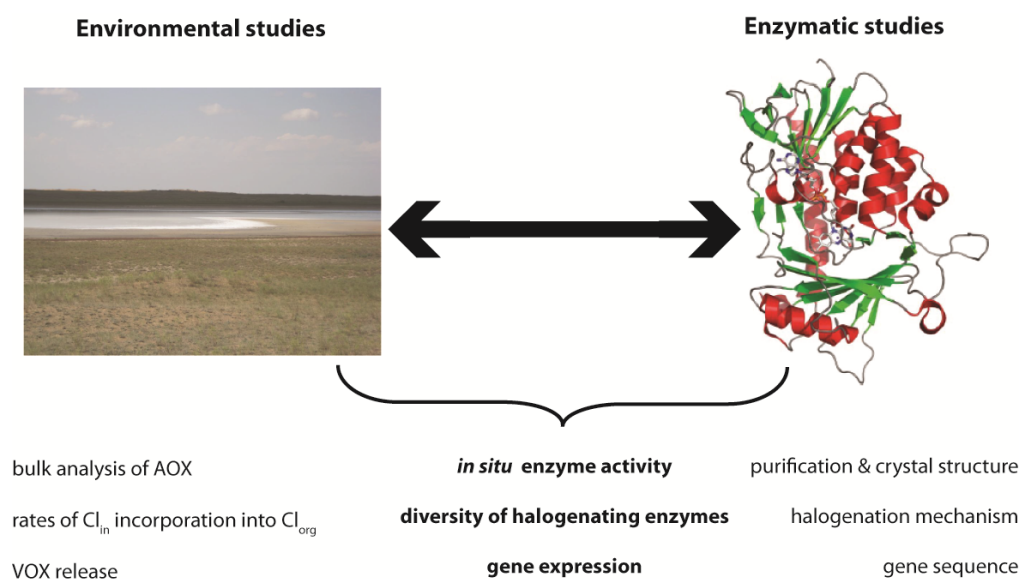 Environmental studies
Enzymatic studies
bulk analysis of AOX
in situ enzyme activity
purification & crystal structure
rates of Clin incorporation into Clorg
diversity of halogenating enzymes
halogenation mechanism
VOX release
gene expression
gene sequence